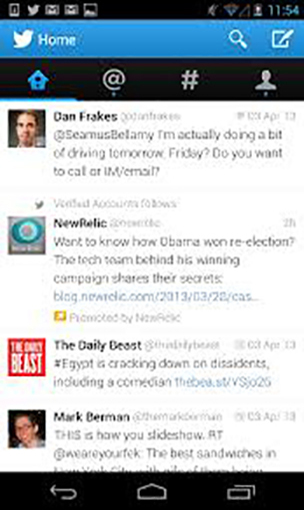 11:54
Home
@ #
Dan Frakes @danfrakes 03 Apr 13
@SeamusBellamy I'm actually doing a bit
of driving tomorrow. Friday? Do you want
to call or IM/email?
Verified Accounts follows
NewRelic @newrelic 2h
Want to know how Obama won re-election?
The tech team behind his winning
campaign shares their secrets:
blog.newrelic.com/2013/03/20/cas...
Promoted by NewRelic
THE DAILY
BEAST
The Daily Beast @thedailybeast 03 Apr 13
#Egypt is cracking down on dissidents,
including a comedian thebea.st/YSjo26
Mark Berman @themarkberman 03 Apr 13
THIS is how you slideshow. RT
@weareyourfek: The best sandwiches in
New York City with